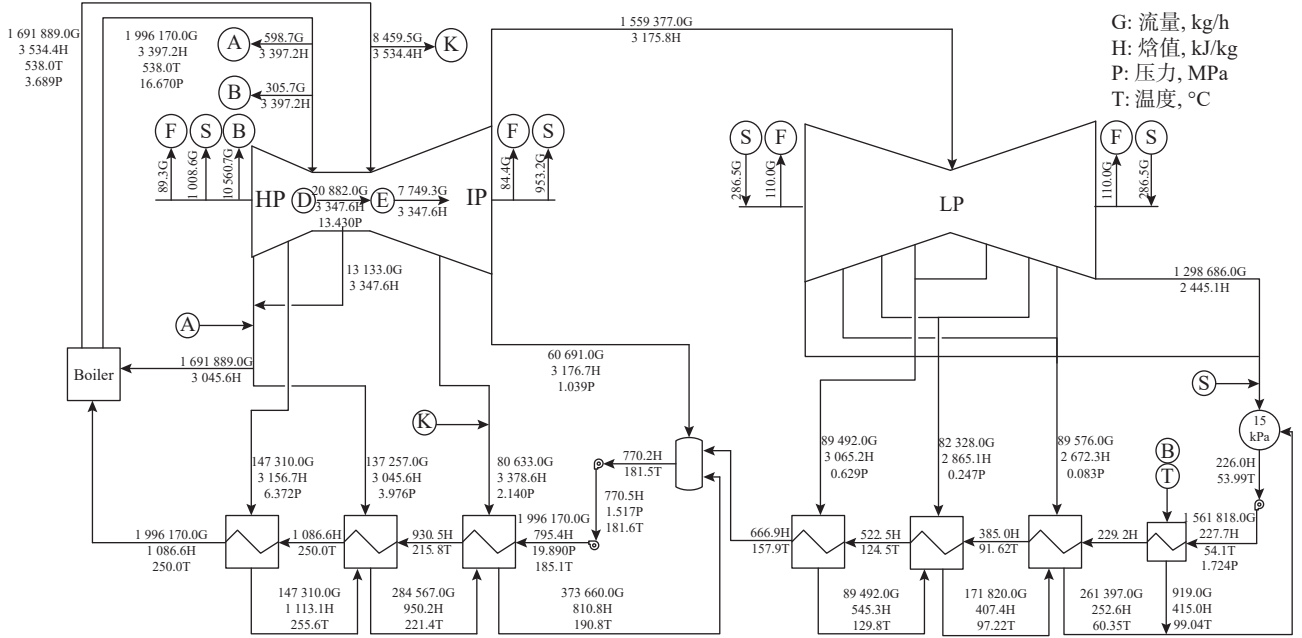 1 691 889.0G
3 534.4H
538.0T
3.689P
1 996 170.0G
3 397.2H
538.0T
16.670P
A
598.7G
3 397.2H
B
305.7G
3 397.2H
8 459.5G
3 534.4H
K
1 559 377.0G
3 175.8H
G: 流量, kg/h
H: 焓值, kJ/kg
P: 压力, MPa
T: 温度, °C
F
S
B
89.3G
1 008.6G
10 560.7G
HP
D
20 882.0G
3 347.6H
13.430P
E
7 749.3G
3 347.6H
IP
F
S
84.4G
953.2G
S
F
286.5G
110.0G
LP
F
S
110.0G
286.5G
13 133.0G
3 347.6H
A
Boiler
1 691 889.0G
3 045.6H
60 691.0G
3 176.7H
1.039P
1 298 686.0G
2 445.1H
S
15
kPa
K
147 310.0G
3 156.7H
6.372P
137 257.0G
3 045.6H
3.976P
80 633.0G
3 378.6H
2.140P
770.2H
181.5T
770.5H
1.517P
181.6T
89 492.0G
3 065.2H
0.629P
82 328.0G
2 865.1H
0.247P
89 576.0G
2 672.3H
0.083P
B
T
226.0H
53.99T
1 996 170.0G
1 086.6H
250.0T
1 086.6H
250.0T
930.5H
215.8T
1 996 170.0G
795.4H
19.890P
185.1T
666.9H
157.9T
522.5H
124.5T
385.0H
91.62T
229.2H
1 561 818.0G
227.7H
54.1T
1.724P
147 310.0G
1 113.1H
255.6T
284 567.0G
950.2H
221.4T
373 660.0G
810.8H
190.8T
89 492.0G
545.3H
129.8T
171 820.0G
407.4H
97.22T
261 397.0G
252.6H
60.35T
919.0G
415.0H
99.04T